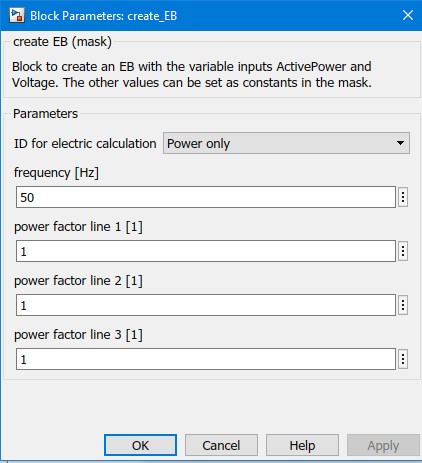 Block Parameters: create_EB
create EB (mask)
Block to create an EB with the variable inputs ActivePower and
Voltage. The other values can be set as constants in the mask.
Parameters
ID for electric calculation Power only
frequency [Hz]
50
power factor line 1 [1]
1
power factor line 2 [1]
1
power factor line 3 [1]
1
OK Cancel Help Apply